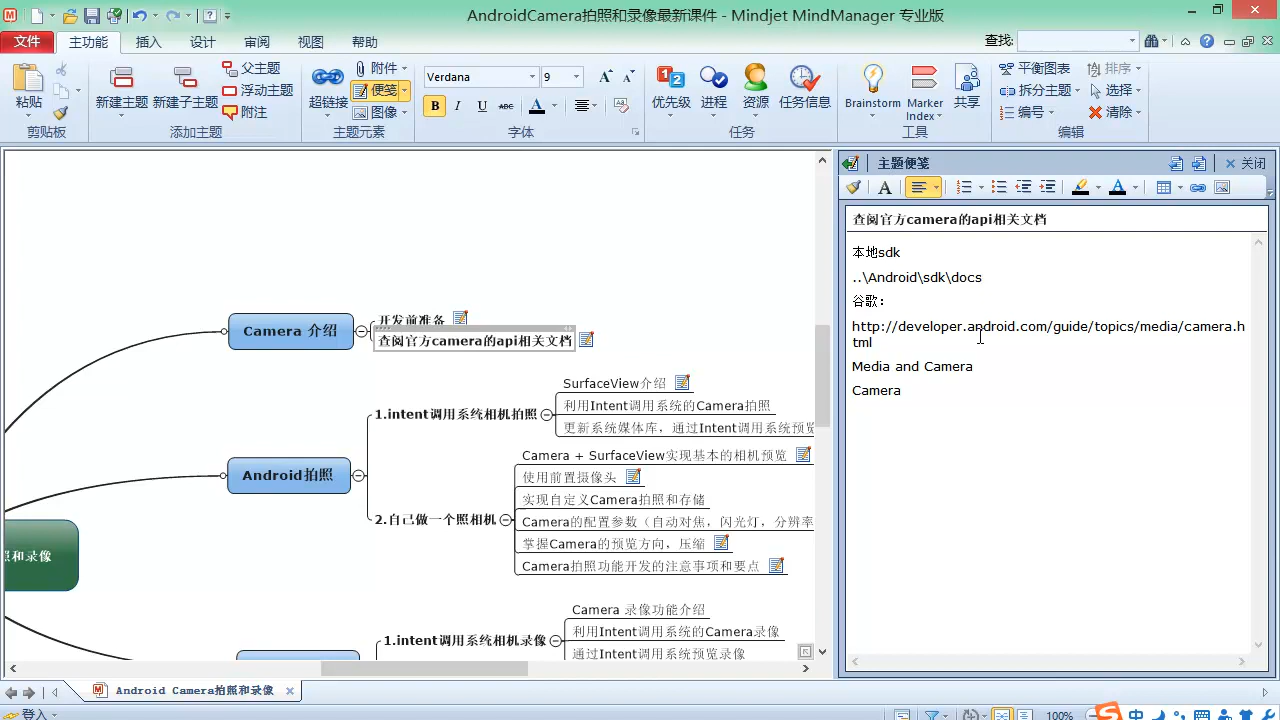 AndroidCamera拍照和录像最新课件 - Mindjet MindManager 专业版
文件 主功能 插入 设计 审阅 视图 帮助 查找:
粘贴 新建主题 新建子主题 父主题 浮动主题 附注 超链接 附件 便笺 图像
Verdana 9
B I U ABC A
优先级 进程 资源 任务信息 Brainstorm Marker Index 共享 平衡图表 拆分主题 编号 排序 选择 清除
剪贴板 添加主题 主题元素 字体 任务 工具 编辑
主题便笺 关闭
查阅官方camera的api相关文档
本地sdk
..\Android\sdk\docs
谷歌：
http://developer.android.com/guide/topics/media/camera.h
tml
Media and Camera
Camera
Camera 介绍
开发前准备
查阅官方camera的api相关文档
Android拍照
1.intent调用系统相机拍照
SurfaceView介绍
利用Intent调用系统的Camera拍照
更新系统媒体库，通过Intent调用系统预览
2.自己做一个照相机
Camera + SurfaceView实现基本的相机预览
使用前置摄像头
实现自定义Camera拍照和存储
Camera的配置参数（自动对焦，闪光灯，分辨率
掌握Camera的预览方向，压缩
Camera拍照功能开发的注意事项和要点
照和录像
1.intent调用系统相机录像
Camera 录像功能介绍
利用Intent调用系统的Camera录像
通过Intent调用系统预览录像
Android Camera拍照和录像
登入 100% 中